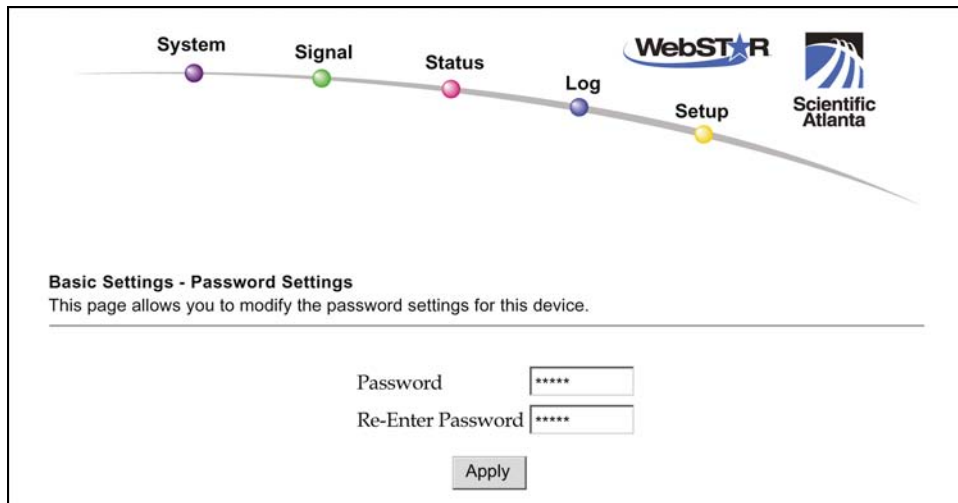 System
Signal
Status
Log
Setup
WebSTAR
Scientific
Atlanta
Basic Settings - Password Settings
This page allows you to modify the password settings for this device.
Password *****
Re-Enter Password *****
Apply